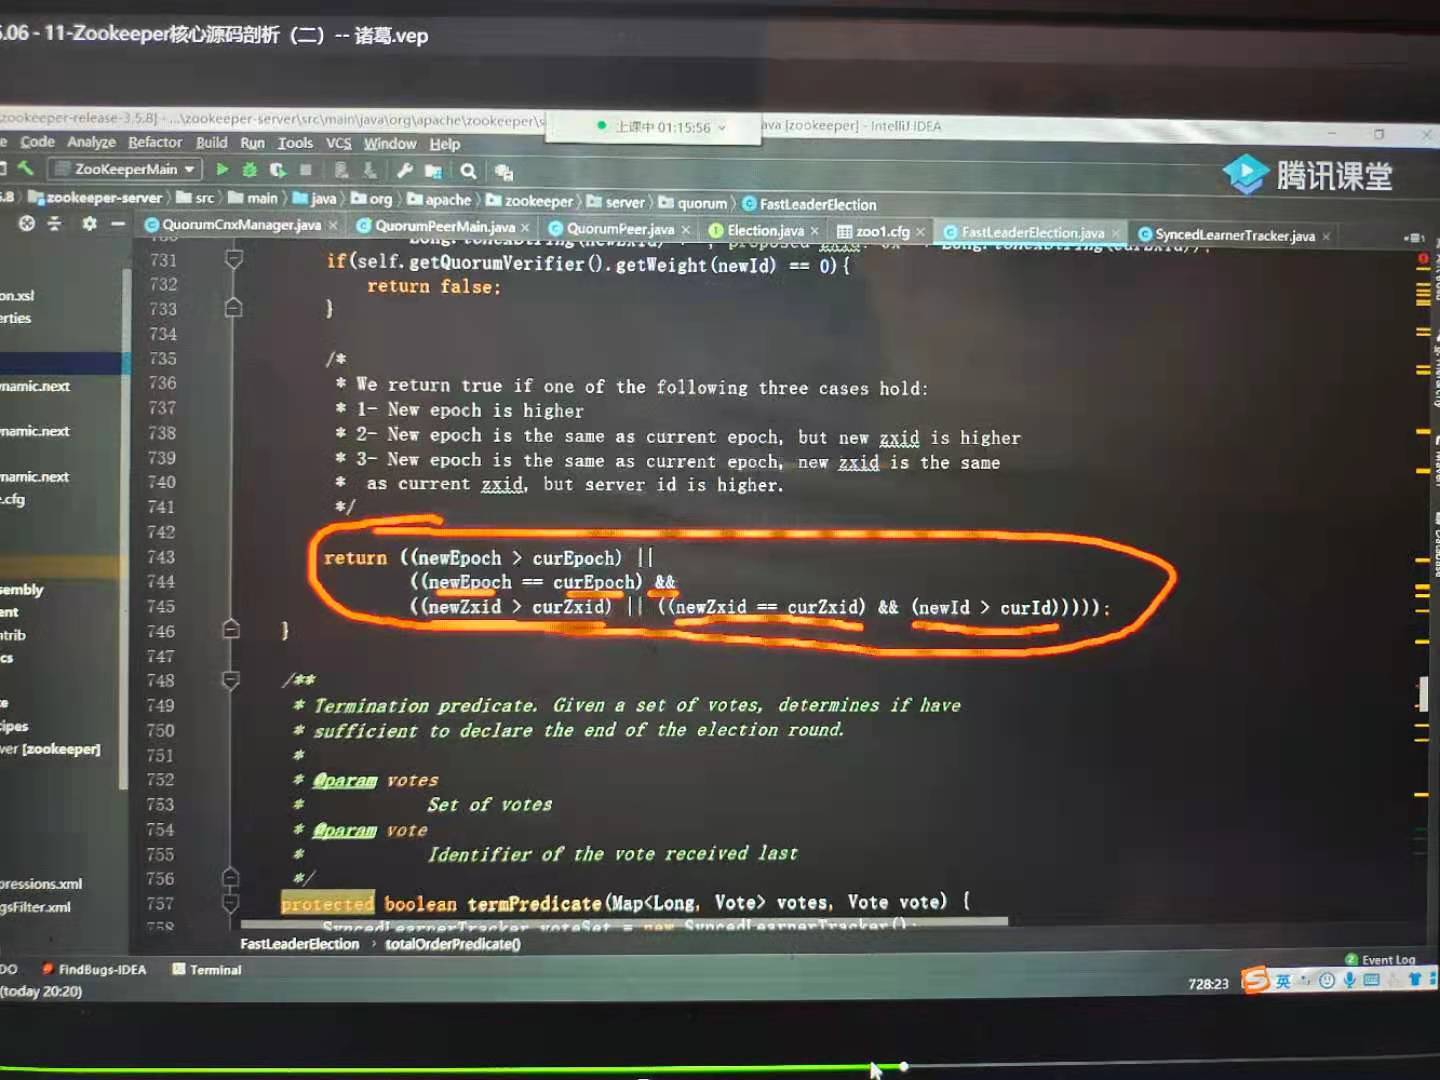 5.06 - 11-Zookeeper核心源码剖析（二）-- 诸葛.vep
zookeeper-release-3.5.8] - ...\zookeeper-server\src\main\java\org\apache\zookeeper\s
上课中 01:15:56
ava [zookeeper] - IntelliJ IDEA
e Code Analyze Refactor Build Run Tools VCS Window Help
ZooKeeperMain
腾讯课堂
5.8 zookeeper-server src main java org apache zookeeper server quorum FastLeaderElection
QuorumCnxManager.java QuorumPeerMain.java QuorumPeer.java Election.java zoo1.cfg FastLeaderElection.java SyncedLearnerTracker.java
731 if(self.getQuorumVerifier().getWeight(newId) == 0){
732 return false;
733 }
734
735 /*
736 * We return true if one of the following three cases hold:
737 * 1- New epoch is higher
738 * 2- New epoch is the same as current epoch, but new zxid is higher
739 * 3- New epoch is the same as current epoch, new zxid is the same
740 * as current zxid, but server id is higher.
741 */
742
743 return ((newEpoch > curEpoch) ||
744 ((newEpoch == curEpoch) &&
745 ((newZxid > curZxid) || ((newZxid == curZxid) && (newId > curId)))));
746 }
747
748 /**
749 * Termination predicate. Given a set of votes, determines if have
750 * sufficient to declare the end of the election round.
751 *
752 * @param votes
753 * Set of votes
754 * @param vote
755 * Identifier of the vote received last
756 */
757 protected boolean termPredicate(Map<Long, Vote> votes, Vote vote) {
758 SyncedLearnerTracker voteSet = new SyncedLearnerTracker();
on.xsl
erties
namic.next
namic.next
namic.next
.cfg
sembly
ent
ntrib
cs
e
cipes
ver [zookeeper]
pressions.xml
gsFilter.xml
FastLeaderElection › totalOrderPredicate()
DO FindBugs-IDEA Terminal
2 Event Log
(today 20:20)
728:23
英